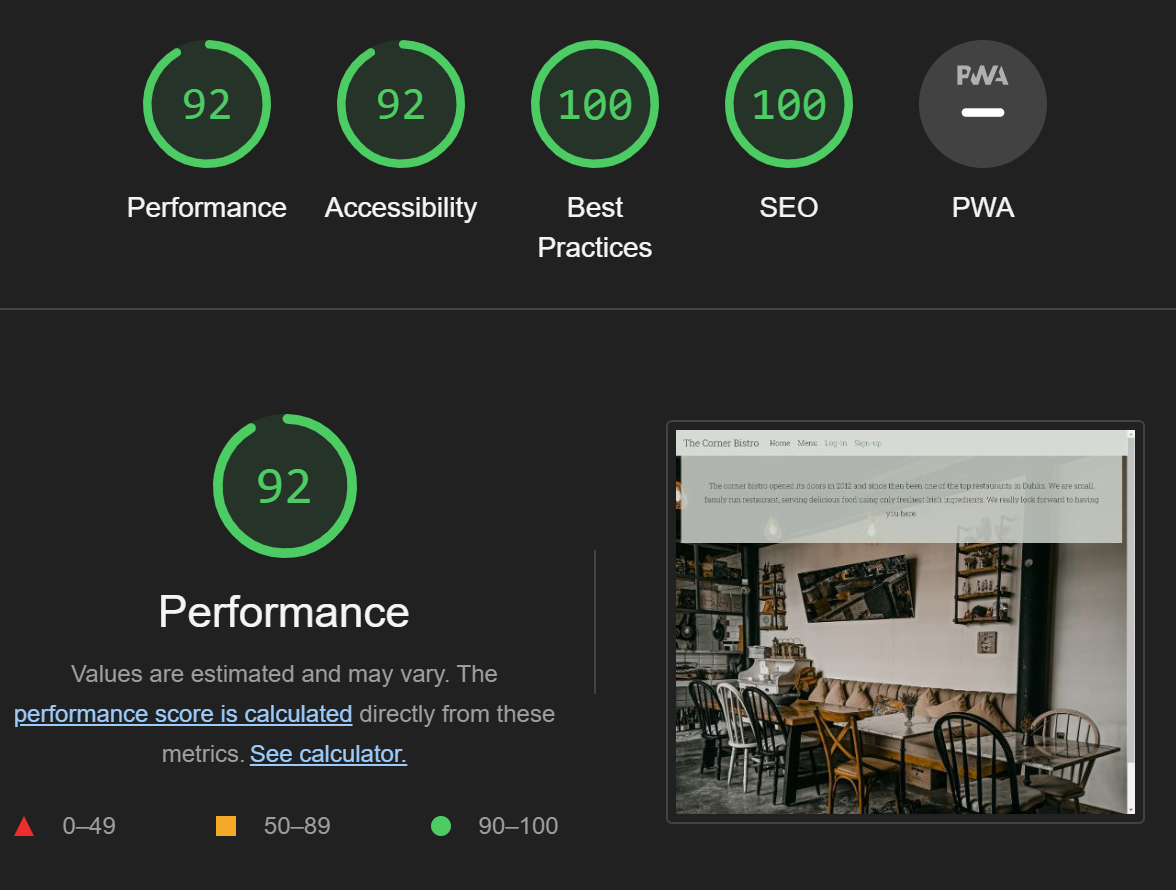 92
92
100
100
PWA
Performance
Accessibility
Best
Practices
SEO
PWA
92
Performance
Values are estimated and may vary. The
performance score is calculated directly from these
metrics. See calculator.
0–49
50–89
90–100
The Corner Bistro Home Menu Log-in Sign-up
The corner bistro opened its doors in 2012 and since then been one of the top restaurants in Dublin. We are small,
family run restaurant, serving delicious food using only freshest Irish ingredients. We really look forward to having
you here.